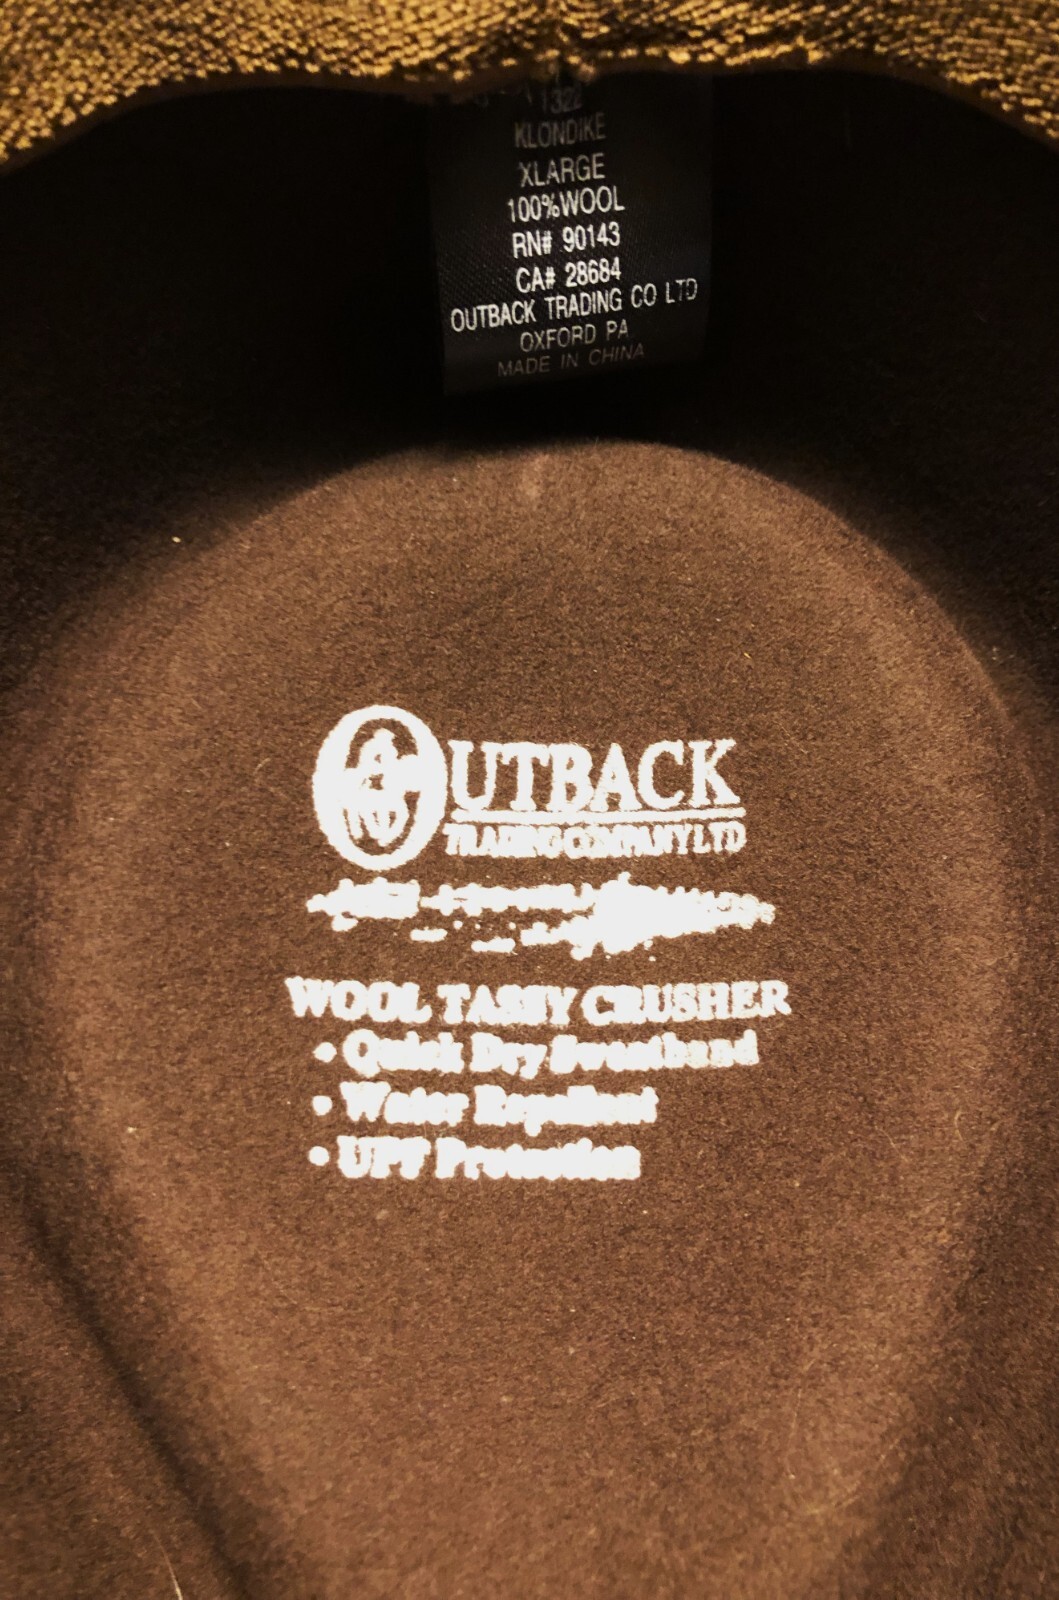 1322
KLONDIKE
XLARGE
100%WOOL
RN# 90143
CA# 28684
OUTBACK TRADING CO LTD
OXFORD PA
MADE IN CHINA
OUTBACK
TRADING COMPANY LTD
WOOL TASSY CRUSHER
• Quick Dry Sweatband
• Water Repellent
• UPF Protection